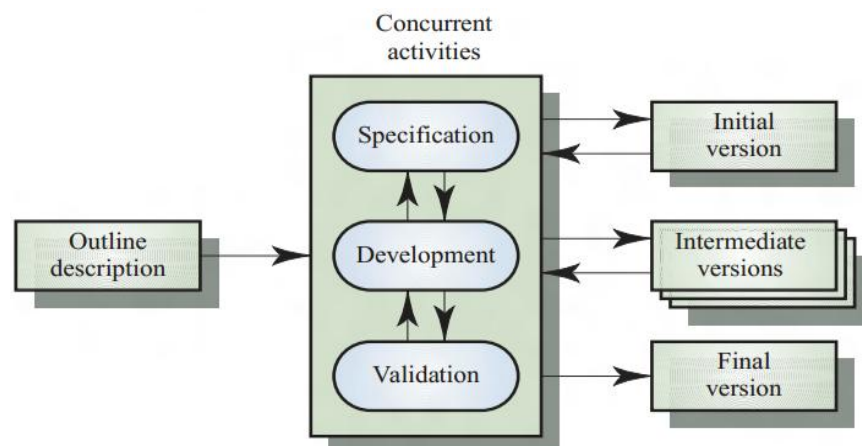 Concurrent
activities
Specification
Initial
version
Outline
description
Development
Intermediate
versions
Validation
Final
version